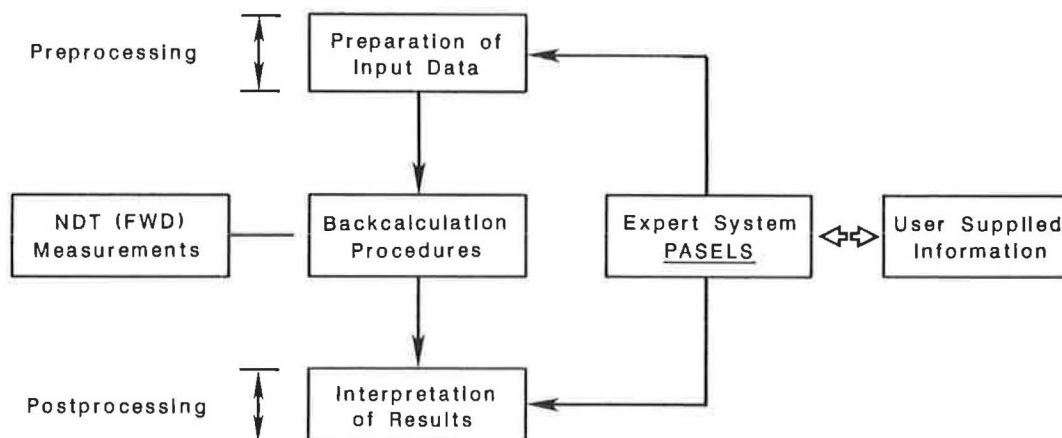 Preprocessing
Preparation of
Input Data
NDT (FWD)
Measurements
Backcalculation
Procedures
Expert System
PASELS
User Supplied
Information
Postprocessing
Interpretation
of Results